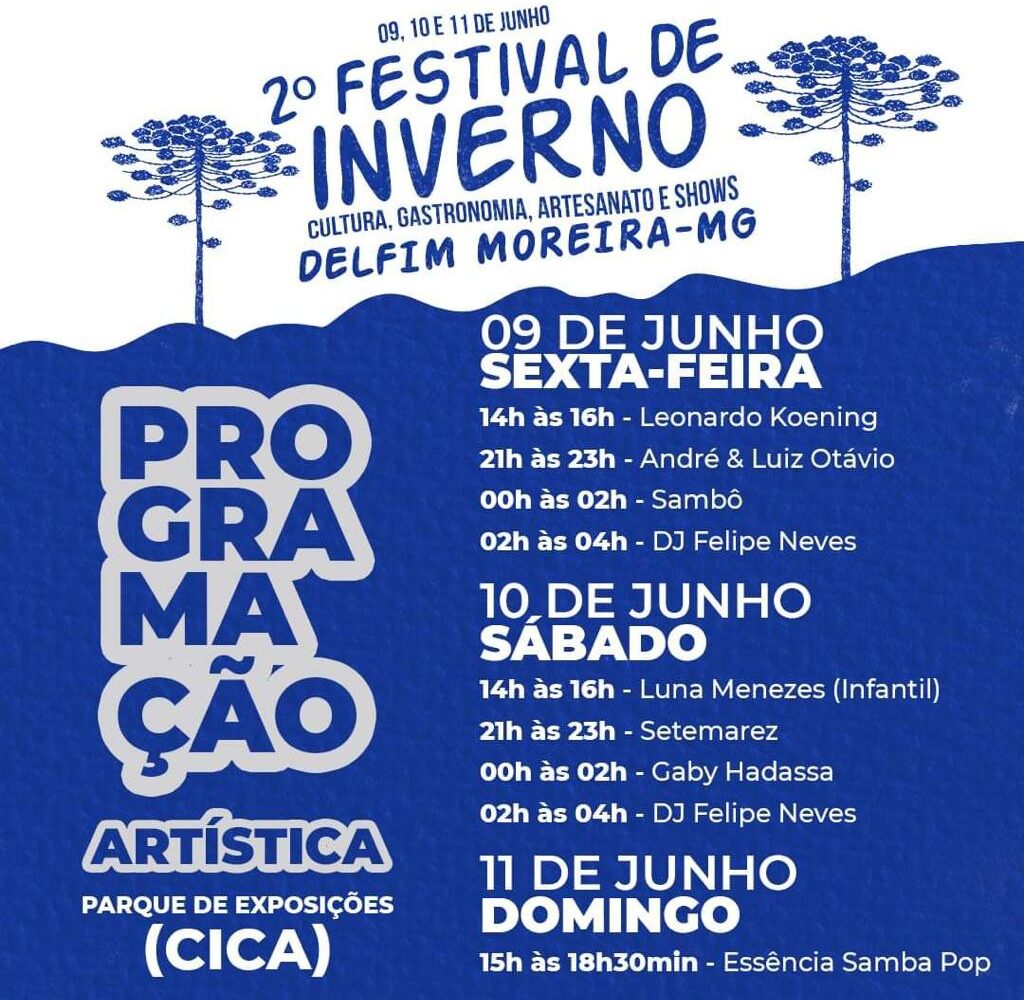 09, 10 E 11 DE JUNHO
2º FESTIVAL DE
INVERNO
CULTURA, GASTRONOMIA, ARTESANATO E SHOWS
DELFIM MOREIRA-MG
PRO
GRA
MA
ÇÃO
ARTÍSTICA
PARQUE DE EXPOSIÇÕES
(CICA)
09 DE JUNHO
SEXTA-FEIRA
14h às 16h - Leonardo Koening
21h às 23h - André & Luiz Otávio
00h às 02h - Sambô
02h às 04h - DJ Felipe Neves
10 DE JUNHO
SÁBADO
14h às 16h - Luna Menezes (Infantil)
21h às 23h - Setemarez
00h às 02h - Gaby Hadassa
02h às 04h - DJ Felipe Neves
11 DE JUNHO
DOMINGO
15h às 18h30min - Essência Samba Pop